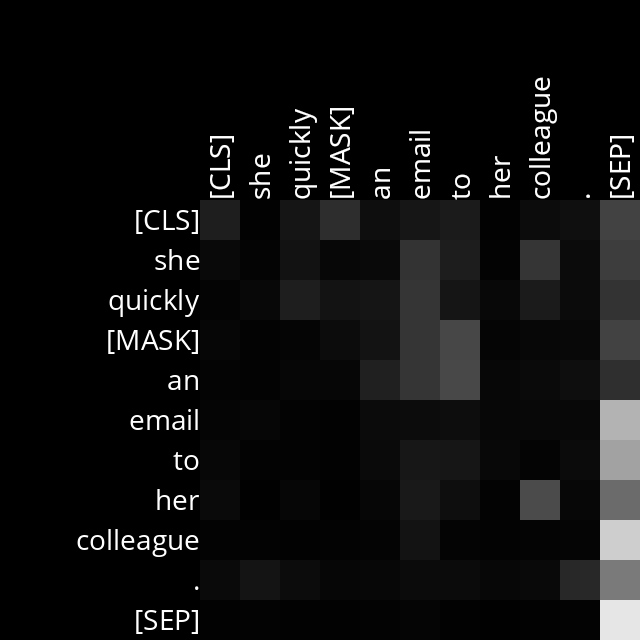 [CLS]
she
quickly
[MASK]
an
email
to
her
colleague
.
[SEP]
[CLS]
she
quickly
[MASK]
an
email
to
her
colleague
.
[SEP]